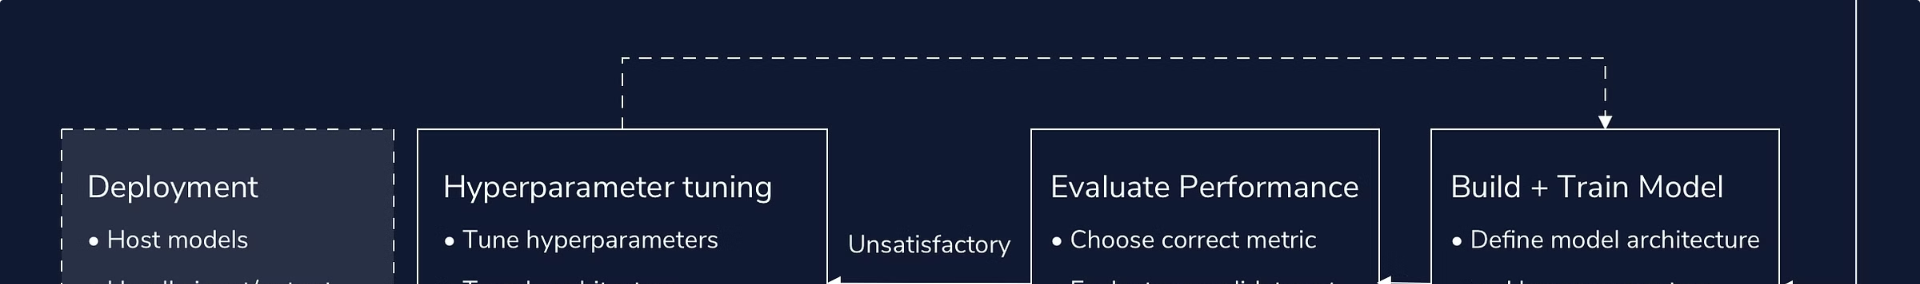 Deployment
• Host models
Hyperparameter tuning
• Tune hyperparameters
Unsatisfactory
Evaluate Performance
• Choose correct metric
Build + Train Model
• Define model architecture